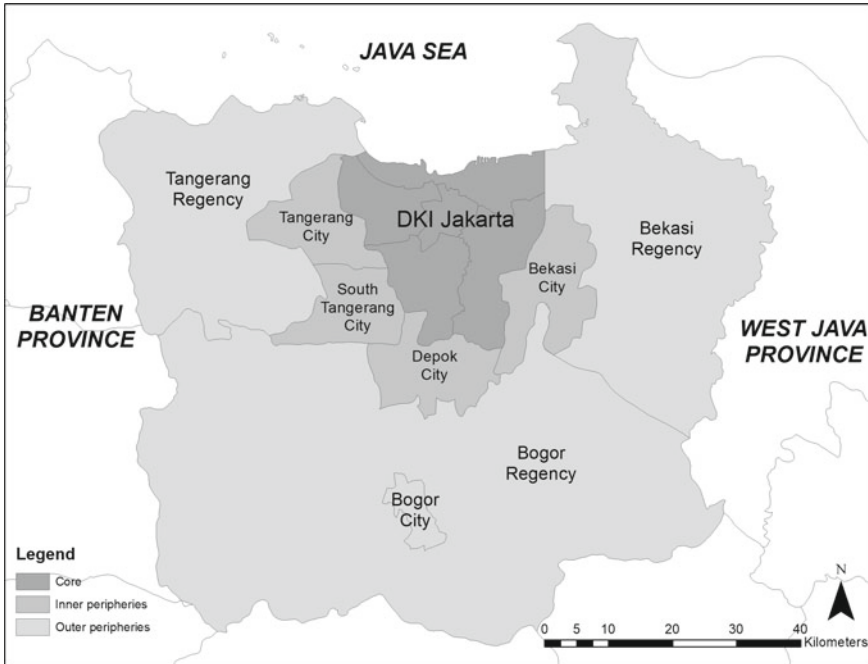 JAVA SEA
Tangerang
Regency
Tangerang
City
DKI Jakarta
Bekasi
Regency
Bekasi
City
South
Tangerang
City
BANTEN
PROVINCE
WEST JAVA
PROVINCE
Depok
City
Bogor
Regency
Bogor
City
Legend
Core
Inner peripheries
Outer peripheries
N
0 5 10 20 30 40
Kilometers